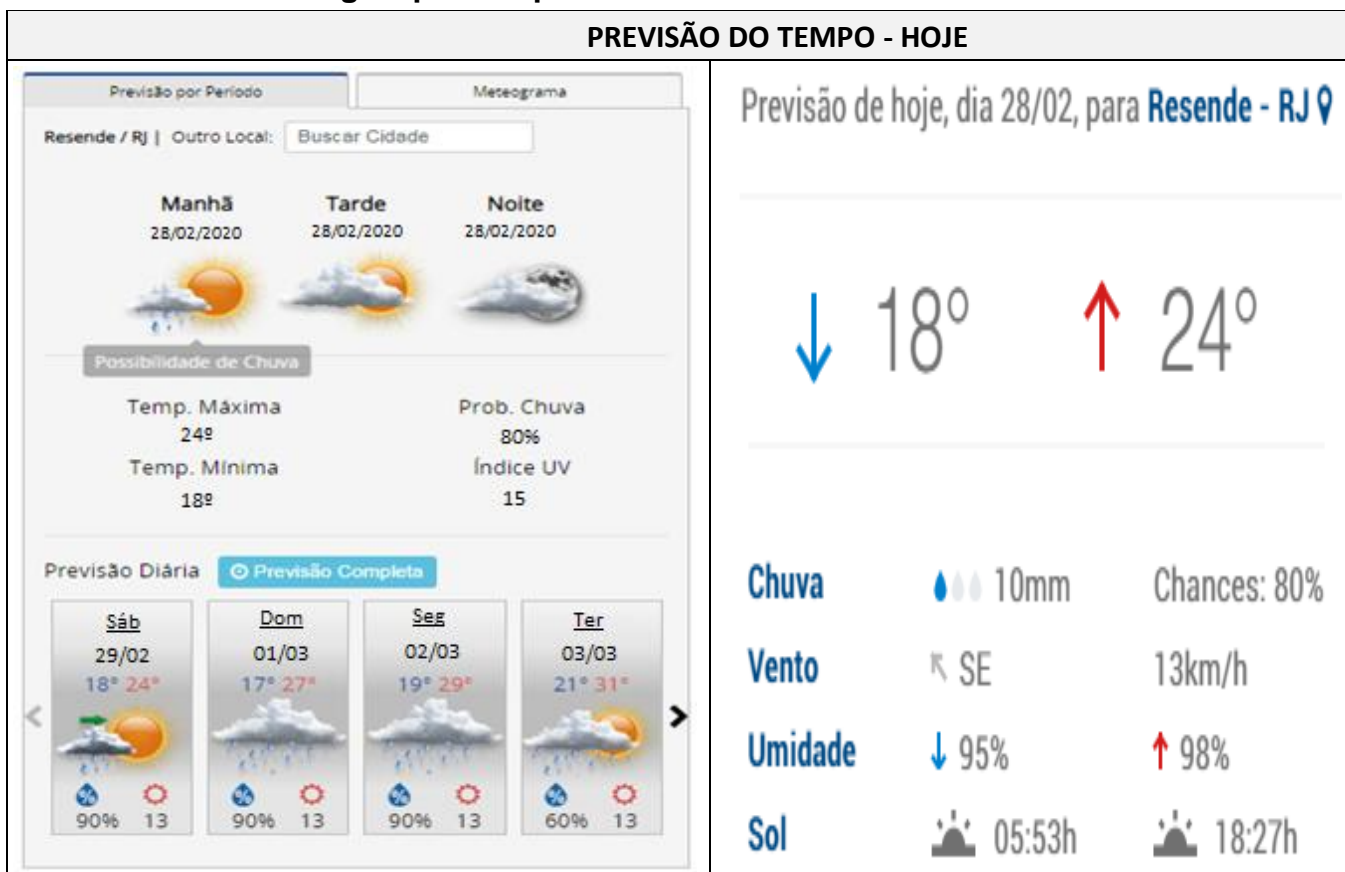 PREVISÃO DO TEMPO - HOJE
Previsão por Período
Meteograma
Resende / RJ | Outro Local: Buscar Cidade
Manhã Tarde Noite
28/02/2020 28/02/2020 28/02/2020
Possibilidade de Chuva
Temp. Máxima Prob. Chuva
24º 80%
Temp. Mínima Índice UV
18º 15
Previsão Diária Previsão Completa
Sáb Dom Seg Ter
29/02 01/03 02/03 03/03
18° 24° 17° 27° 19° 29° 21° 31°
% % % %
90% 13 90% 13 90% 13 60% 13
Previsão de hoje, dia 28/02, para Resende - RJ
↓ 18° ↑ 24°
Chuva 10mm Chances: 80%
Vento SE 13km/h
Umidade ↓ 95% ↑ 98%
Sol 05:53h 18:27h